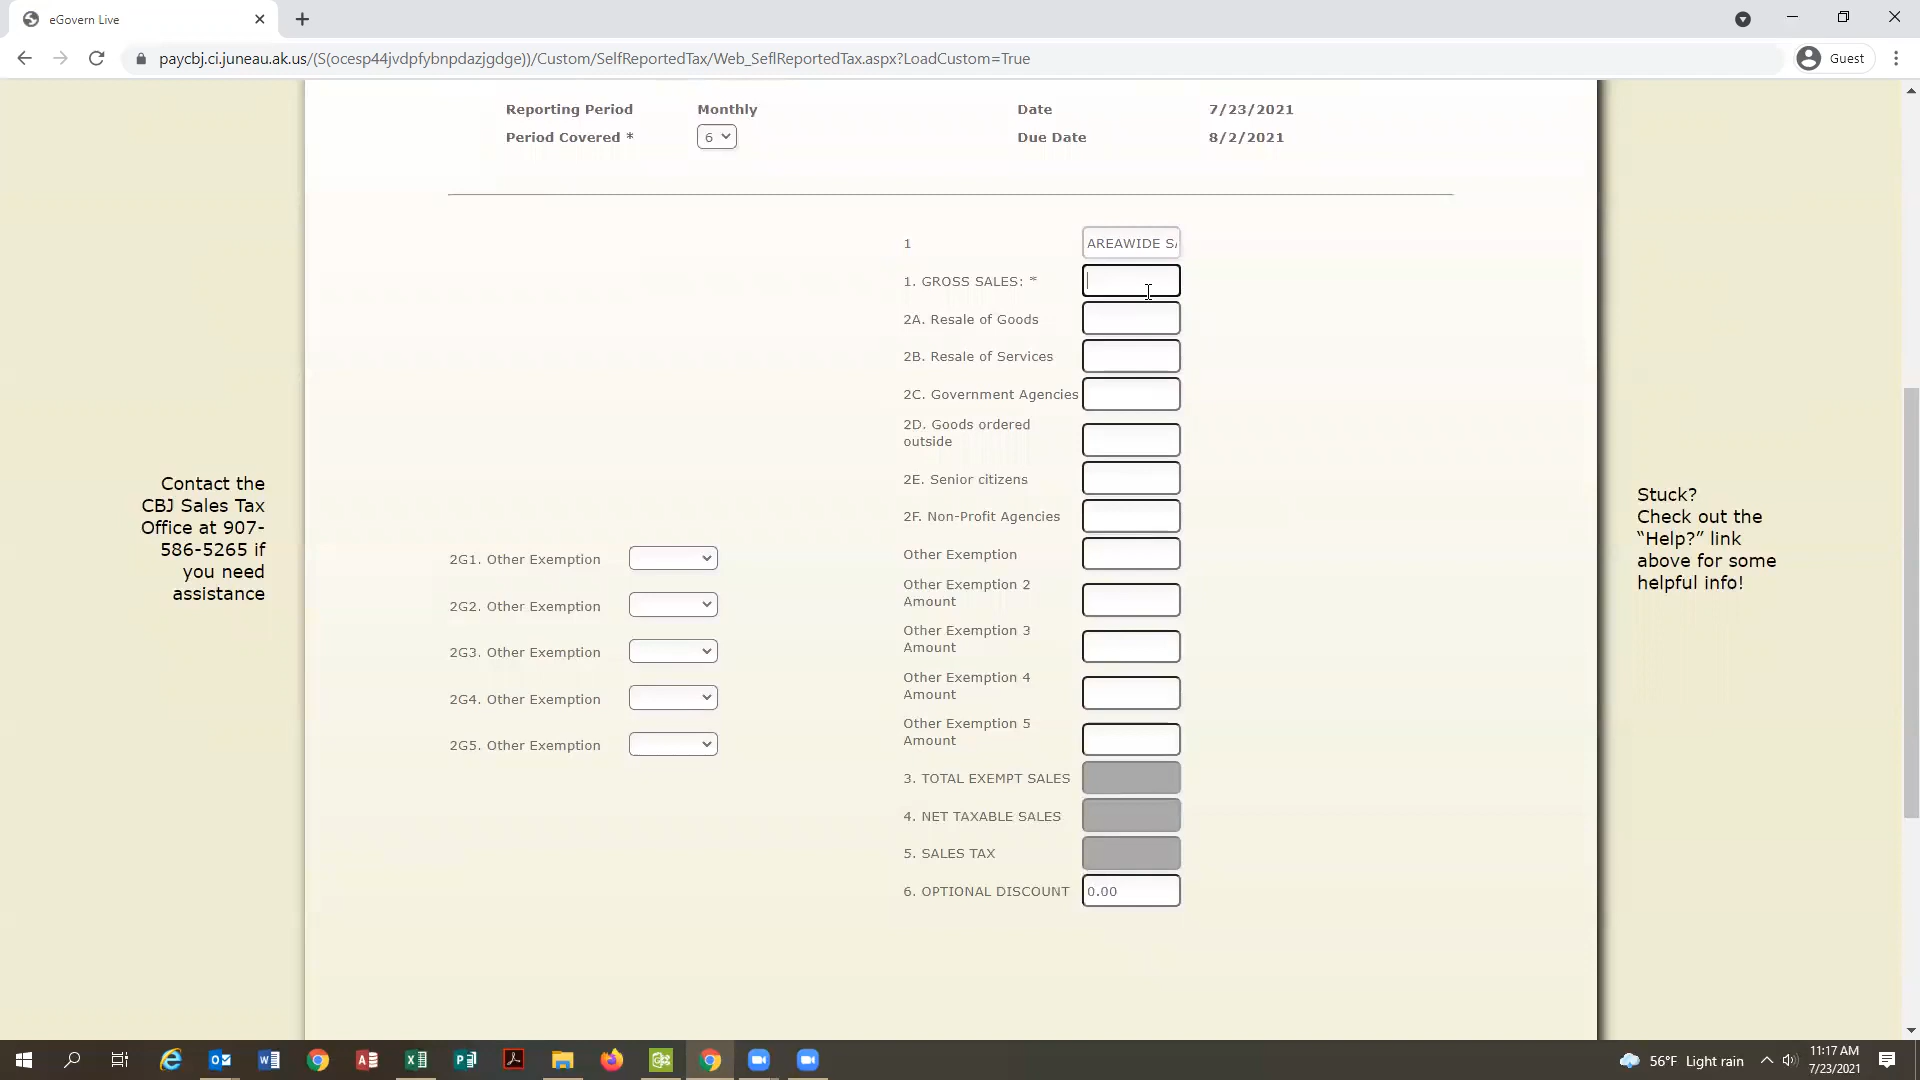 eGovern Live
paycbj.ci.juneau.ak.us/(S(ocesp44jvdpfybnpdazjgdge))/Custom/SelfReportedTax/Web_SeflReportedTax.aspx?LoadCustom=True
Guest
Reporting Period Monthly Date 7/23/2021
Period Covered * 6 Due Date 8/2/2021
1 AREAWIDE SA
1. GROSS SALES: *
2A. Resale of Goods
2B. Resale of Services
2C. Government Agencies
2D. Goods ordered
outside
2E. Senior citizens
2F. Non-Profit Agencies
2G1. Other Exemption Other Exemption
2G2. Other Exemption Other Exemption 2
Amount
2G3. Other Exemption Other Exemption 3
Amount
2G4. Other Exemption Other Exemption 4
Amount
2G5. Other Exemption Other Exemption 5
Amount
3. TOTAL EXEMPT SALES
4. NET TAXABLE SALES
5. SALES TAX
6. OPTIONAL DISCOUNT 0.00
Contact the
CBJ Sales Tax
Office at 907-
586-5265 if
you need
assistance
Stuck?
Check out the
“Help?” link
above for some
helpful info!
56°F Light rain
11:17 AM
7/23/2021